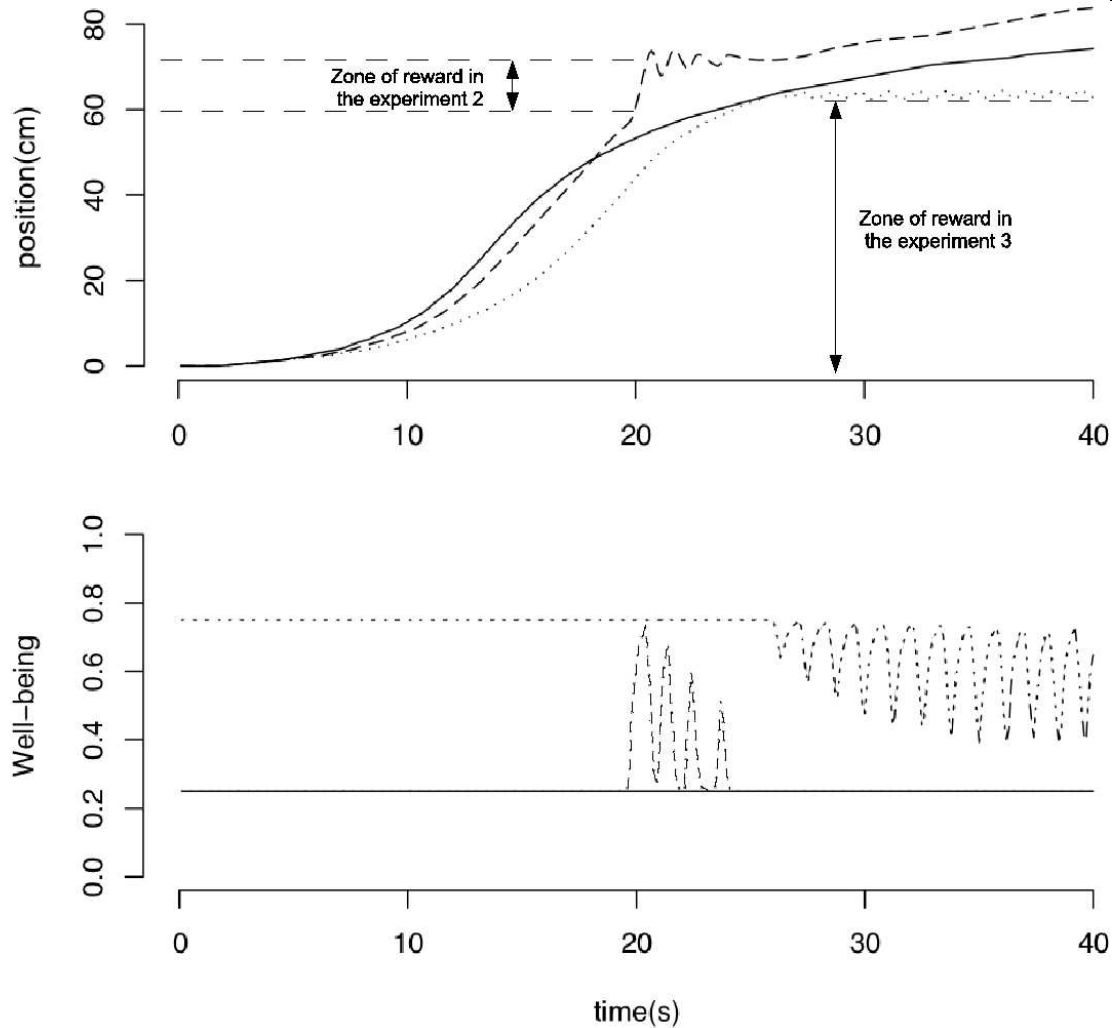 80
60
40
20
0
position(cm)
Zone of reward in
the experiment 2
Zone of reward in
the experiment 3
0 10 20 30 40
1.0
0.8
0.6
0.4
0.2
0.0
Well-being
0 10 20 30 40
time(s)